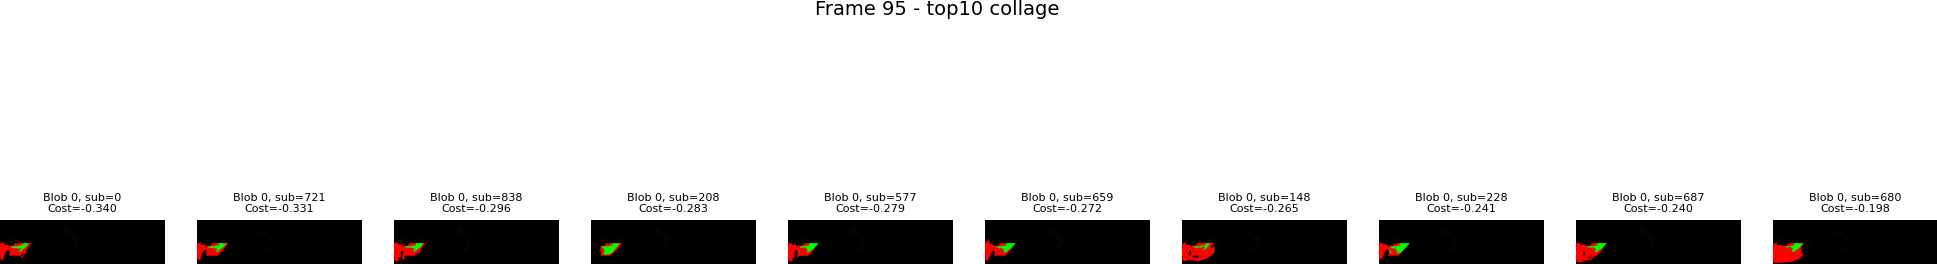 Frame 95 - top10 collage
Blob 0, sub=0
Cost=-0.340
Blob 0, sub=721
Cost=-0.331
Blob 0, sub=838
Cost=-0.296
Blob 0, sub=208
Cost=-0.283
Blob 0, sub=577
Cost=-0.279
Blob 0, sub=659
Cost=-0.272
Blob 0, sub=148
Cost=-0.265
Blob 0, sub=228
Cost=-0.241
Blob 0, sub=687
Cost=-0.240
Blob 0, sub=680
Cost=-0.198